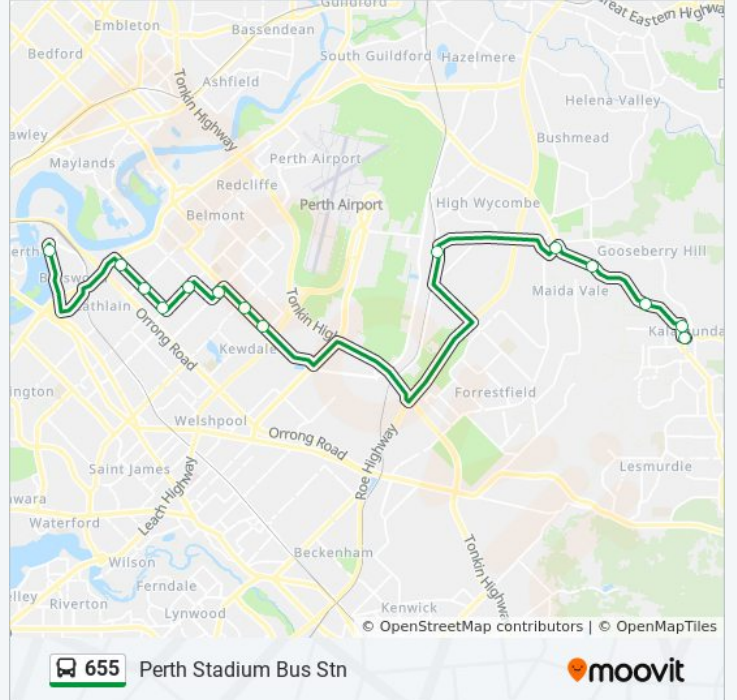 Guildford
Great Eastern Highway
Embleton
Bassendean
Bedford
South Guildford
Hazelmere
Ashfield
Tonkin Highway
Helena Valley
awley
Bushmead
Maylands
Perth Airport
Redcliffe
Perth Airport
High Wycombe
Belmont
Gooseberry Hill
Maida Vale
athlain
Tonkin High
Orrong Road
Kewdale
Forrestfield
ington
Welshpool
Orrong Road
Saint James
Lesmurdie
Roe Highway
Leach Highway
awara
Waterford
Beckenham
Tonkin Highwa
Wilson
elley
Ferndale
Riverton
Lynwood
Kenwick
© OpenStreetMap contributors | © OpenMapTiles
655 Perth Stadium Bus Stn
moovit